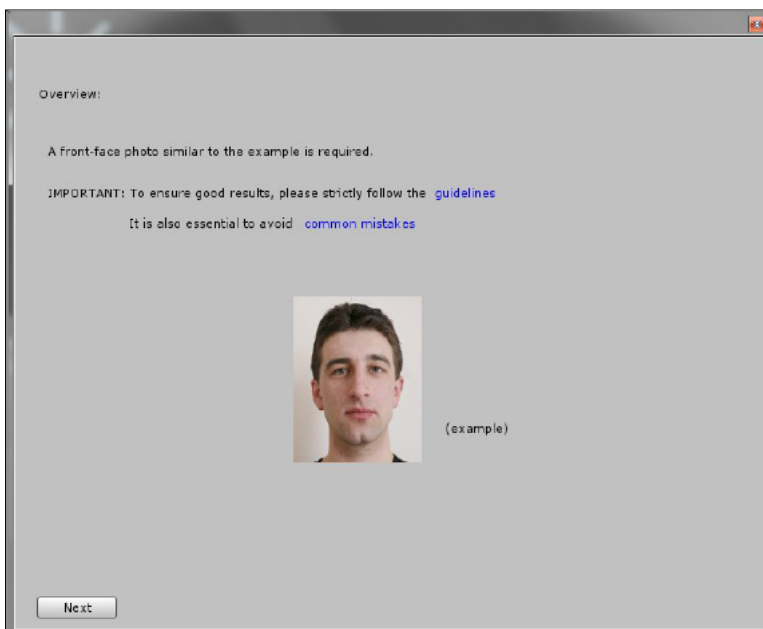 Overview:
A front-face photo similar to the example is required.
IMPORTANT: To ensure good results, please strictly follow the guidelines
It is also essential to avoid common mistakes
(example)
Next